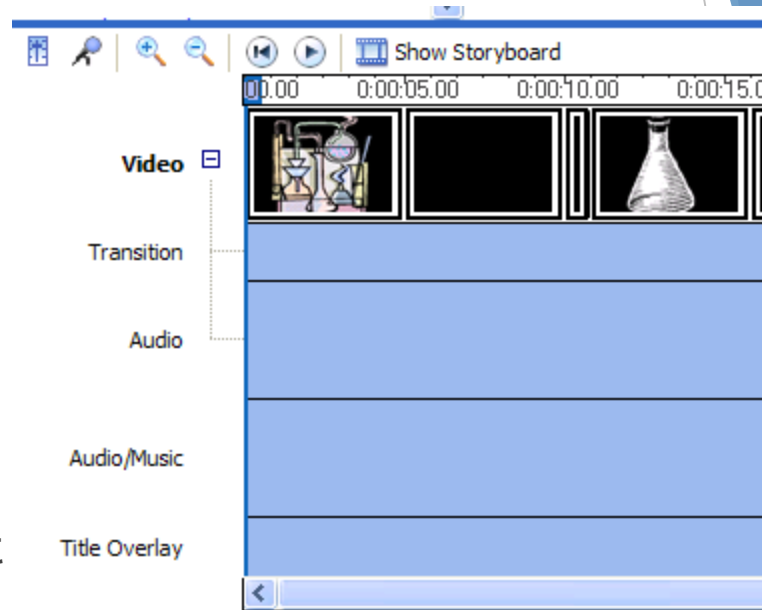 Show Storyboard
00.00 0:00:05.00 0:00:10.00 0:00:15.0
Video
Transition
Audio
Audio/Music
Title Overlay